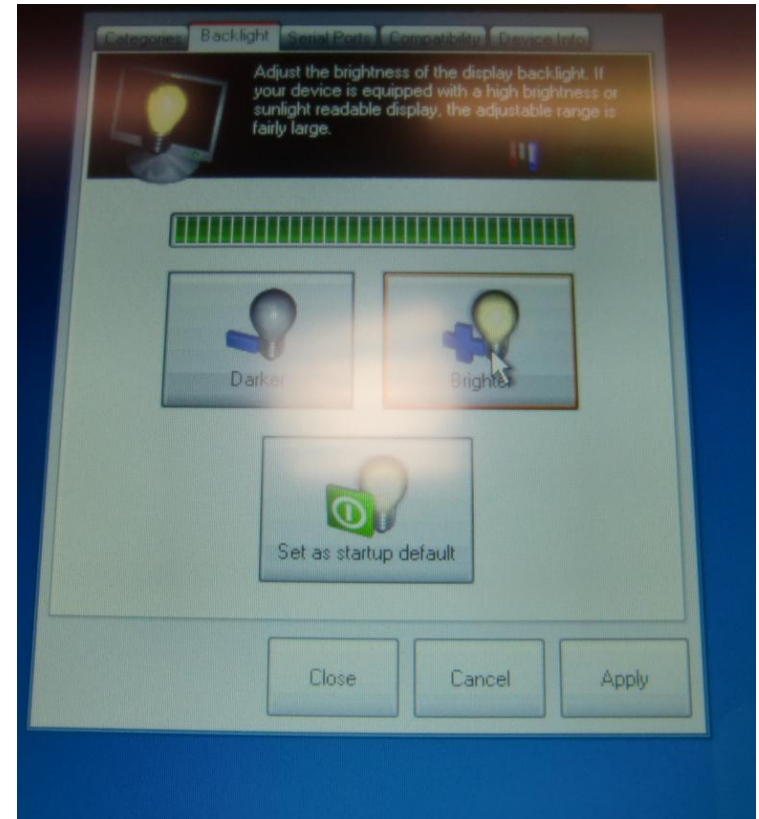 Categories Backlight Serial Ports Compatibility Device Info
Adjust the brightness of the display backlight. If
your device is equipped with a high brightness or
sunlight readable display, the adjustable range is
fairly large.
Darker Brighter
Set as startup default
Close Cancel Apply